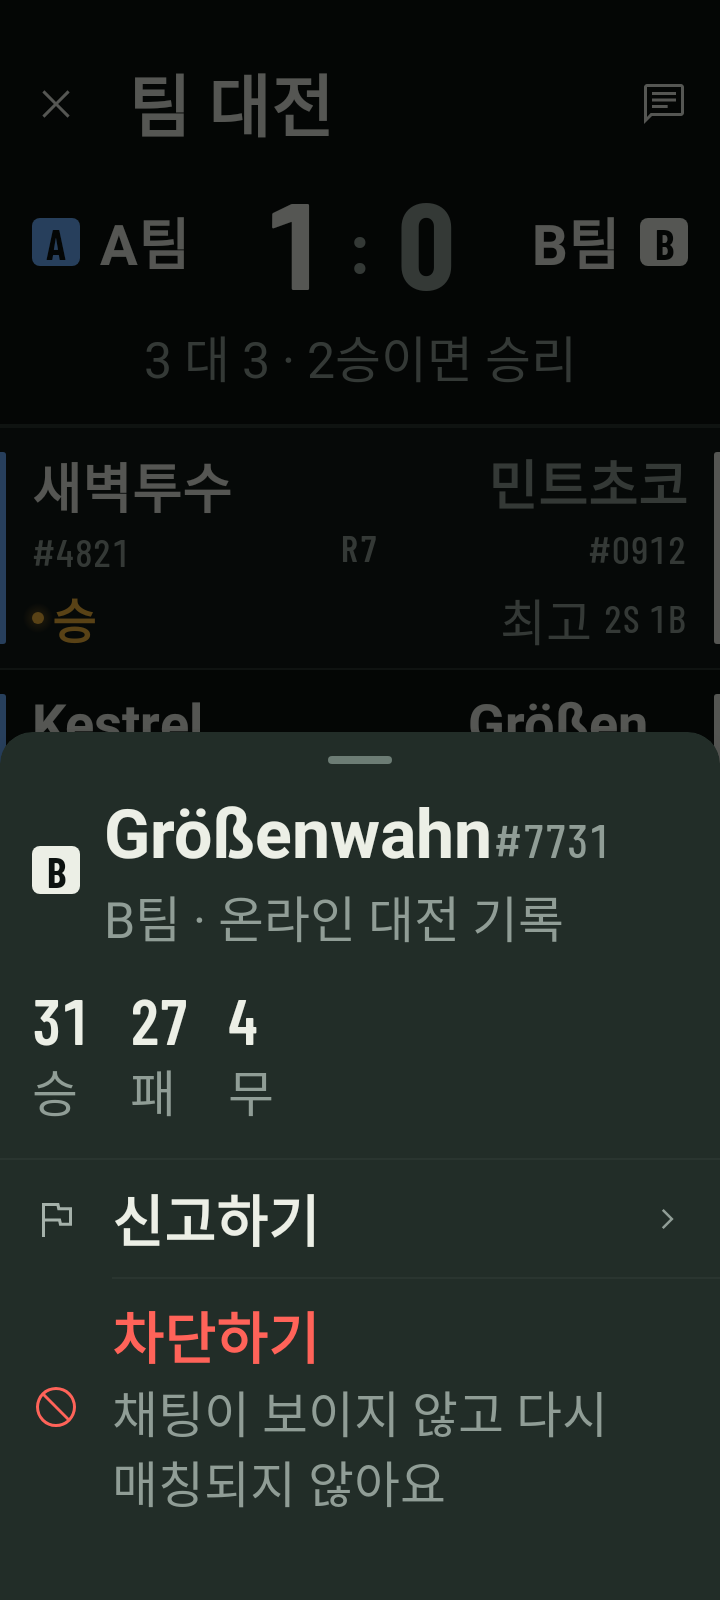 팀 대전
A A팀 1 : 0 B팀 B
3 대 3 · 2승이면 승리
새벽투수 민트초코
#4821 R7 #0912
승 최고 2S 1B
Kestrel Größen
B Größenwahn #7731
B팀 · 온라인 대전 기록
31 27 4
승 패 무
신고하기
차단하기
채팅이 보이지 않고 다시
매칭되지 않아요